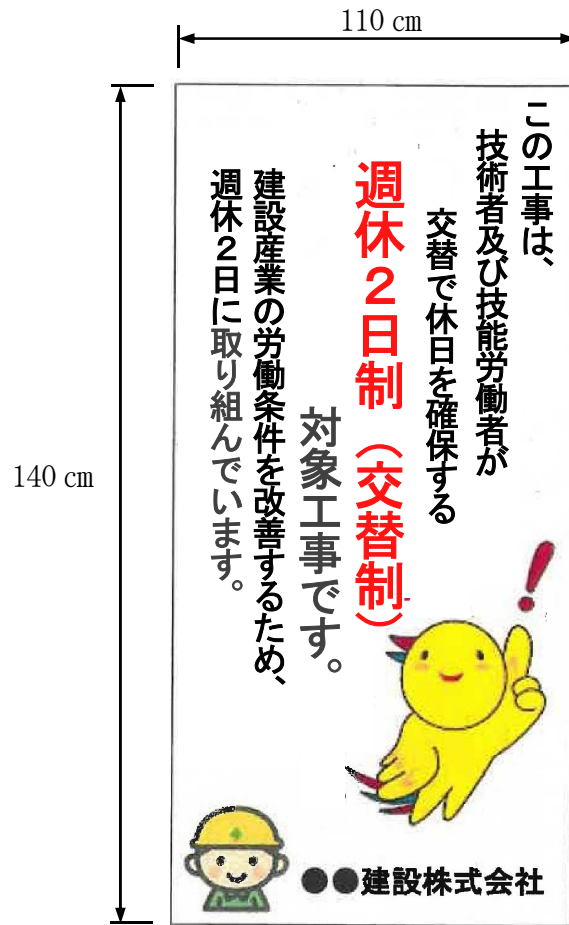 110 cm
140 cm
この工事は、
技術者及び技能労働者が
交替で休日を確保する
週休２日制（交替制）
対象工事です。
建設産業の労働条件を改善するため、
週休２日に取り組んでいます。
●●建設株式会社